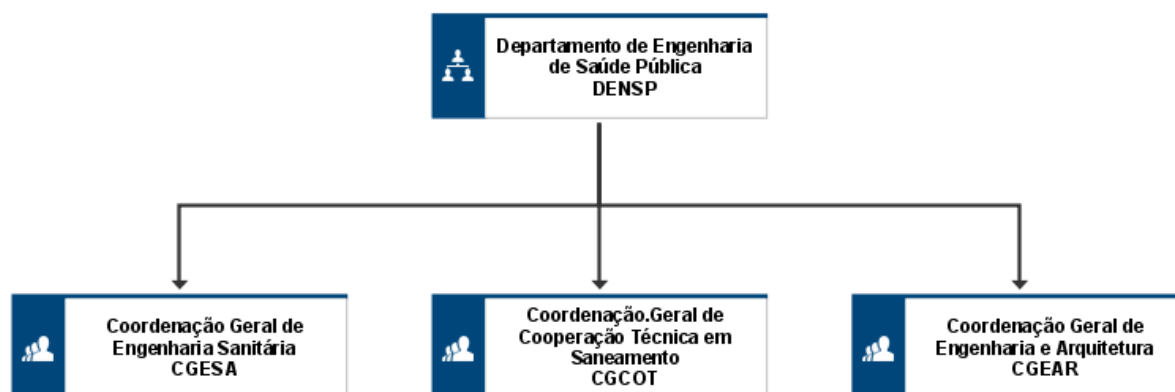 Departamento de Engenharia
de Saúde Pública
DENSP
Coordenação Geral de
Engenharia Sanitária
CGESA
Coordenação.Geral de
Cooperação Técnica em
Saneamento
CGCOT
Coordenação Geral de
Engenharia e Arquitetura
CGEAR